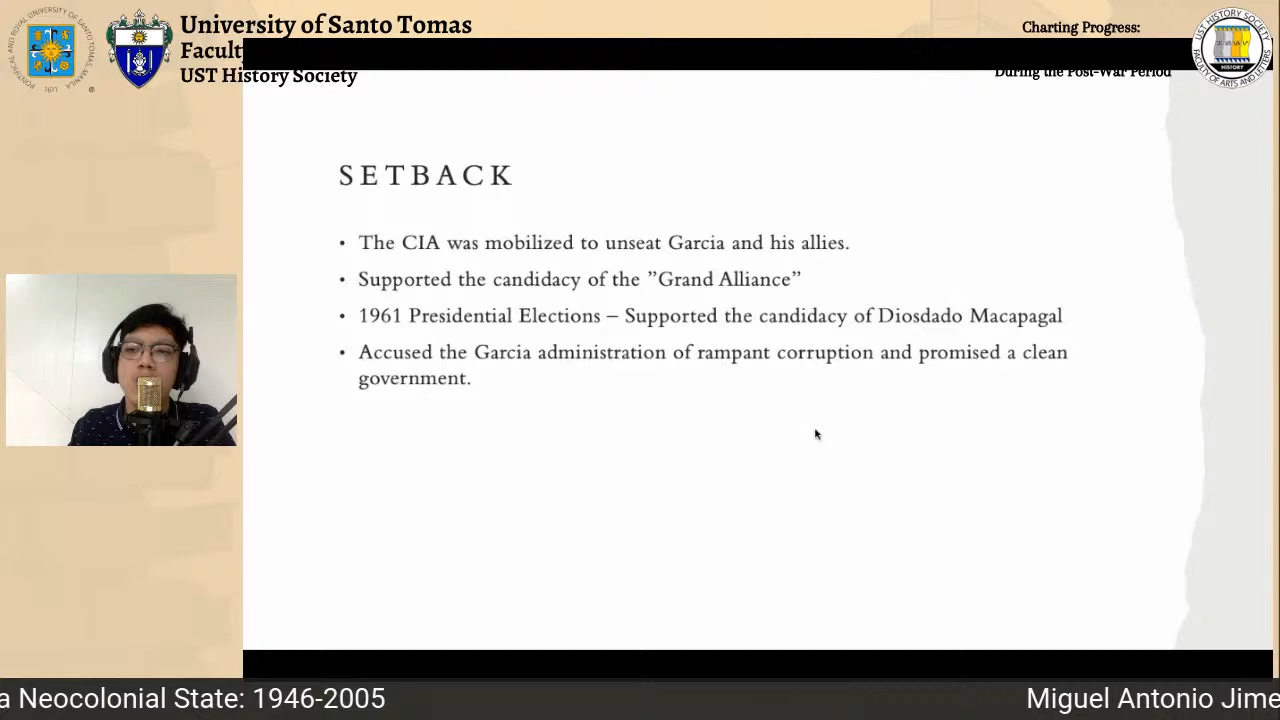 University of Santo Tomas
Faculty
UST History Society
Charting Progress:
During the Post-War Period
SETBACK
• The CIA was mobilized to unseat Garcia and his allies.
• Supported the candidacy of the ”Grand Alliance”
• 1961 Presidential Elections – Supported the candidacy of Diosdado Macapagal
• Accused the Garcia administration of rampant corruption and promised a clean
government.
a Neocolonial State: 1946-2005
Miguel Antonio Jime